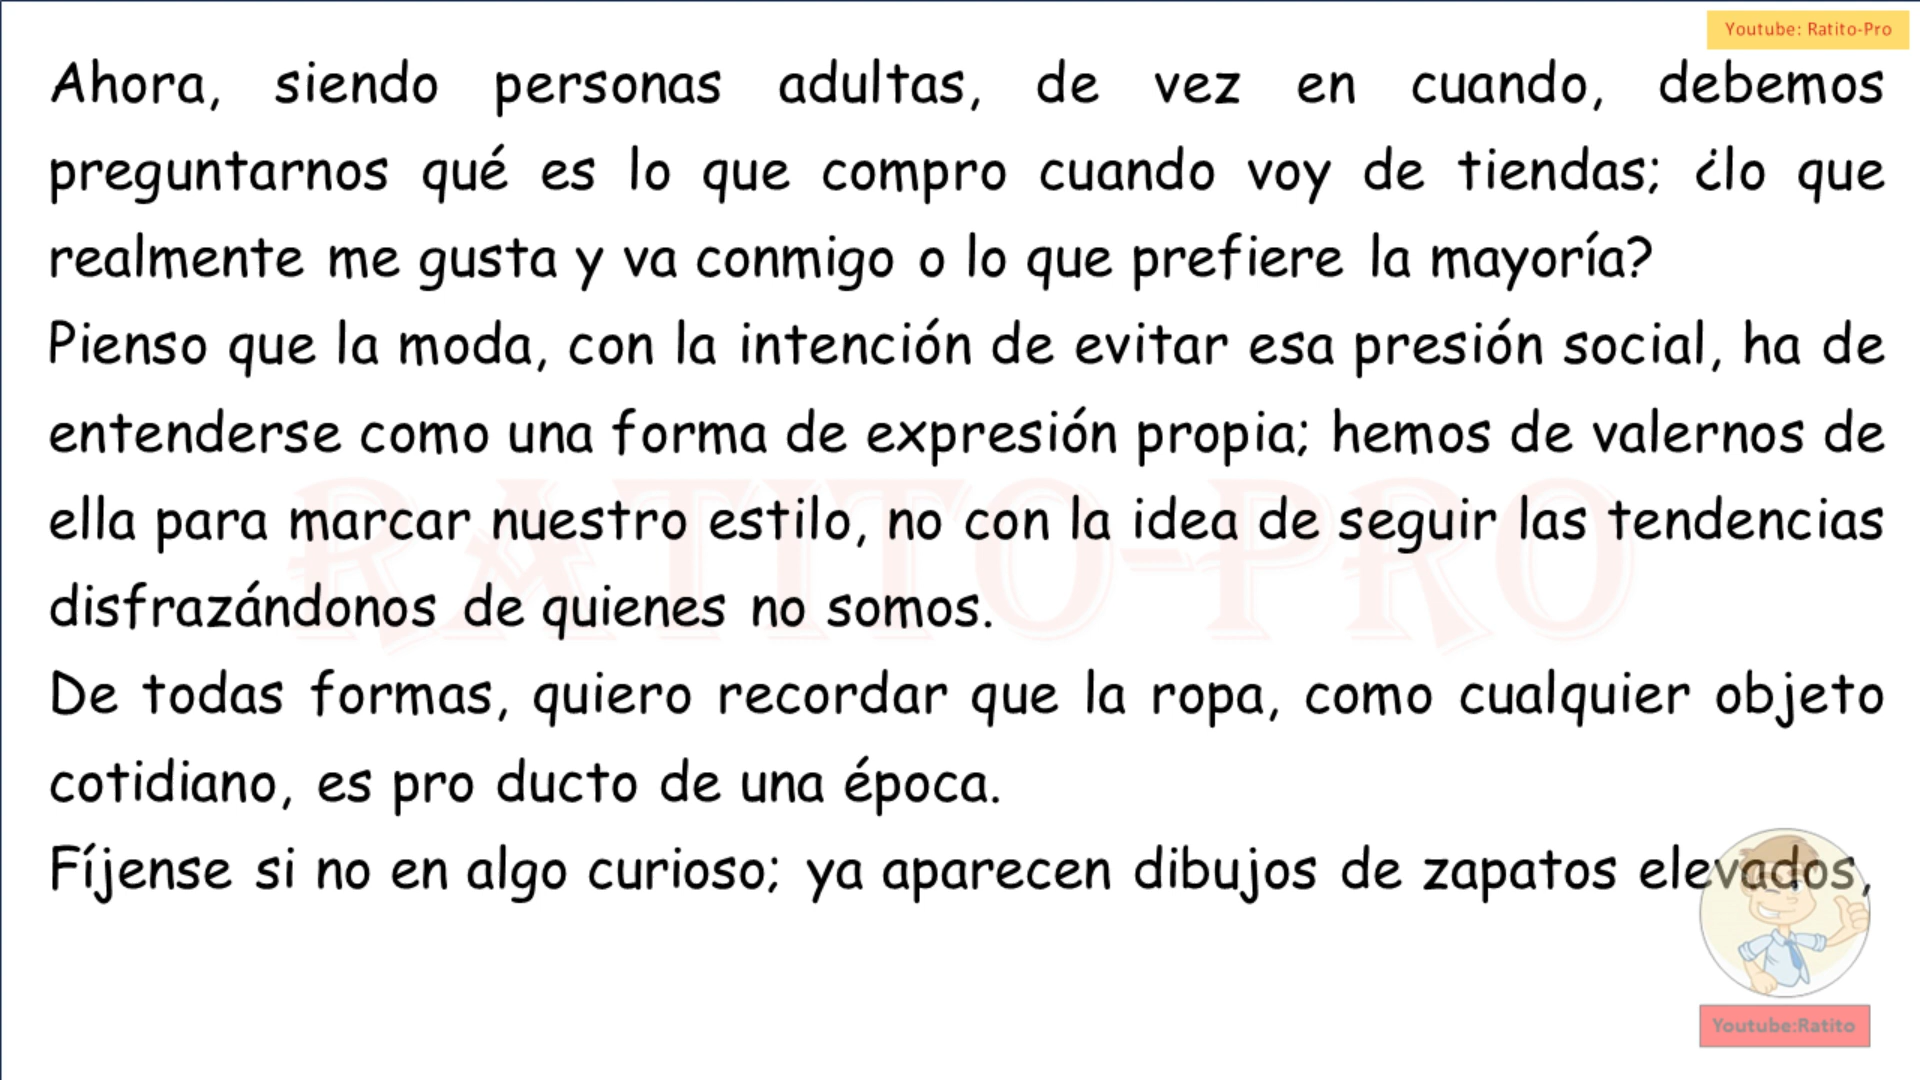 Youtube: Ratito-Pro
Ahora, siendo personas adultas, de vez en cuando, debemos
preguntarnos qué es lo que compro cuando voy de tiendas; ¿lo que
realmente me gusta y va conmigo o lo que prefiere la mayoría?
Pienso que la moda, con la intención de evitar esa presión social, ha de
entenderse como una forma de expresión propia; hemos de valernos de
ella para marcar nuestro estilo, no con la idea de seguir las tendencias
RATITO-PRO
disfrazándonos de quienes no somos.
De todas formas, quiero recordar que la ropa, como cualquier objeto
cotidiano, es pro ducto de una época.
Fíjense si no en algo curioso; ya aparecen dibujos de zapatos elevados,
Youtube:Ratito